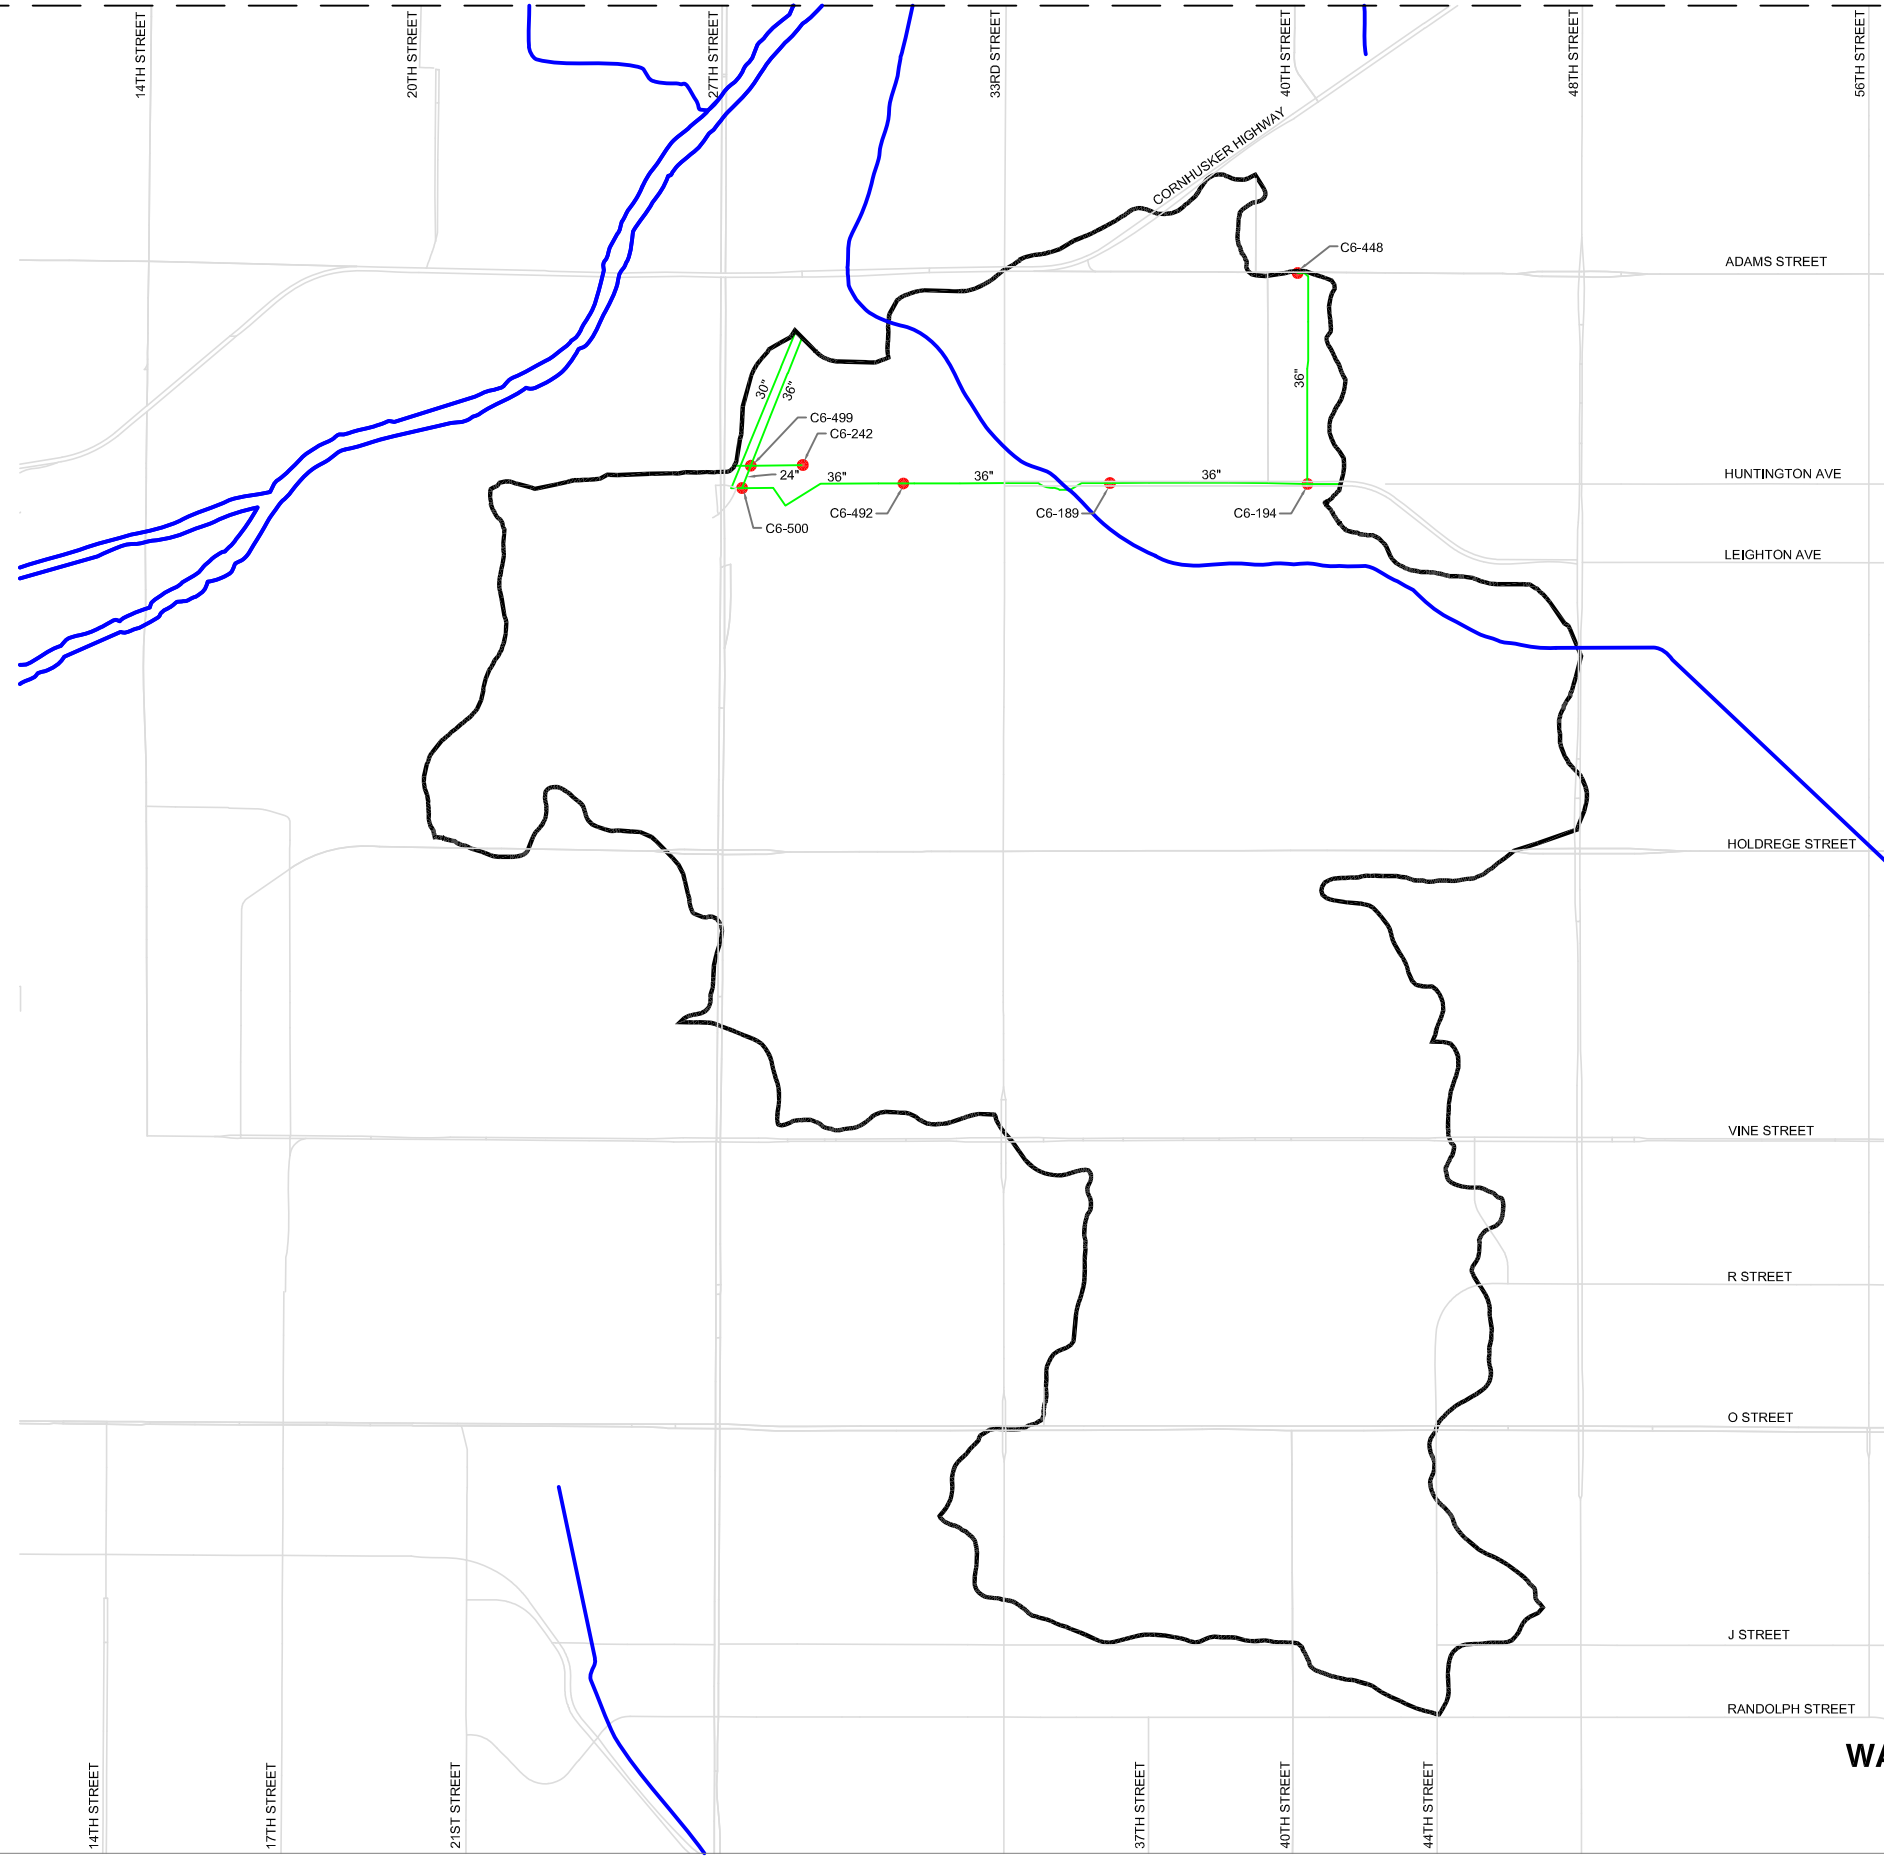 14TH STREET
20TH STREET
27TH STREET
33RD STREET
40TH STREET
48TH STREET
56TH STREET
CORNHUSKER HIGHWAY
C6-448
ADAMS STREET
30"
36"
36"
C6-499
C6-242
24"
36"
36"
36"
HUNTINGTON AVE
C6-500
C6-492
C6-189
C6-194
LEIGHTON AVE
HOLDREGE STREET
VINE STREET
R STREET
O STREET
J STREET
RANDOLPH STREET
WA
14TH STREET
17TH STREET
21ST STREET
37TH STREET
40TH STREET
44TH STREET